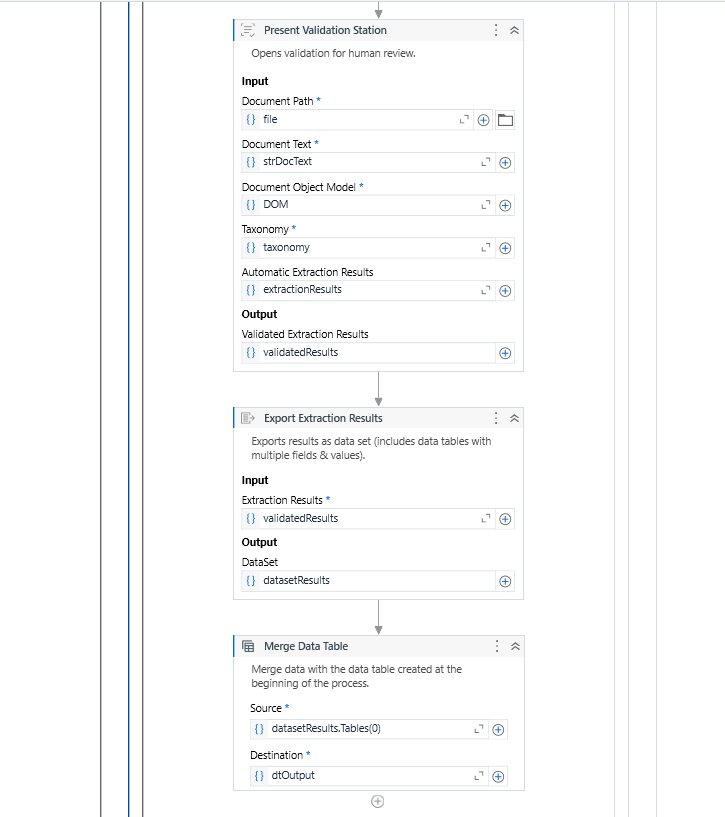 Present Validation Station
Opens validation for human review.
Input
Document Path *
{} file
Document Text *
{} strDocText
Document Object Model *
{} DOM
Taxonomy *
{} taxonomy
Automatic Extraction Results
{} extractionResults
Output
Validated Extraction Results
{} validatedResults
Export Extraction Results
Exports results as data set (includes data tables with
multiple fields & values).
Input
Extraction Results *
{} validatedResults
Output
DataSet
{} datasetResults
Merge Data Table
Merge data with the data table created at the
beginning of the process.
Source *
{} datasetResults.Tables(0)
Destination *
{} dtOutput